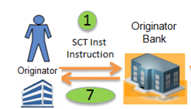 1
SCT Inst
Instruction
Originator
Bank
Originator
7